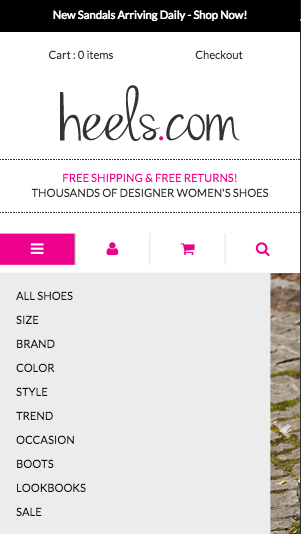 New Sandals Arriving Daily - Shop Now!
Cart : 0 items
Checkout
heels.com
FREE SHIPPING & FREE RETURNS!
THOUSANDS OF DESIGNER WOMEN'S SHOES
ALL SHOES
SIZE
BRAND
COLOR
STYLE
TREND
OCCASION
BOOTS
LOOKBOOKS
SALE